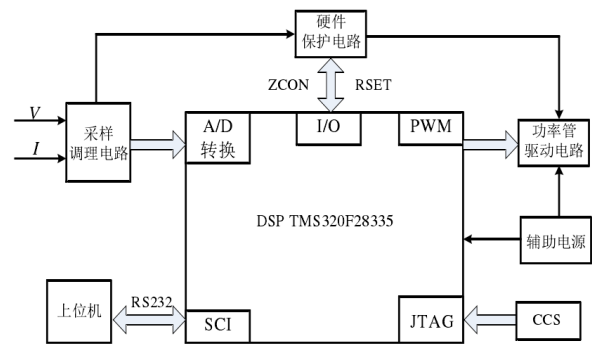 硬件
保护电路
ZCON
RSET
V
I
采样
调理电路
A/D
转换
I/O
PWM
功率管
驱动电路
DSP TMS320F28335
辅助电源
上位机
RS232
SCI
JTAG
CCS